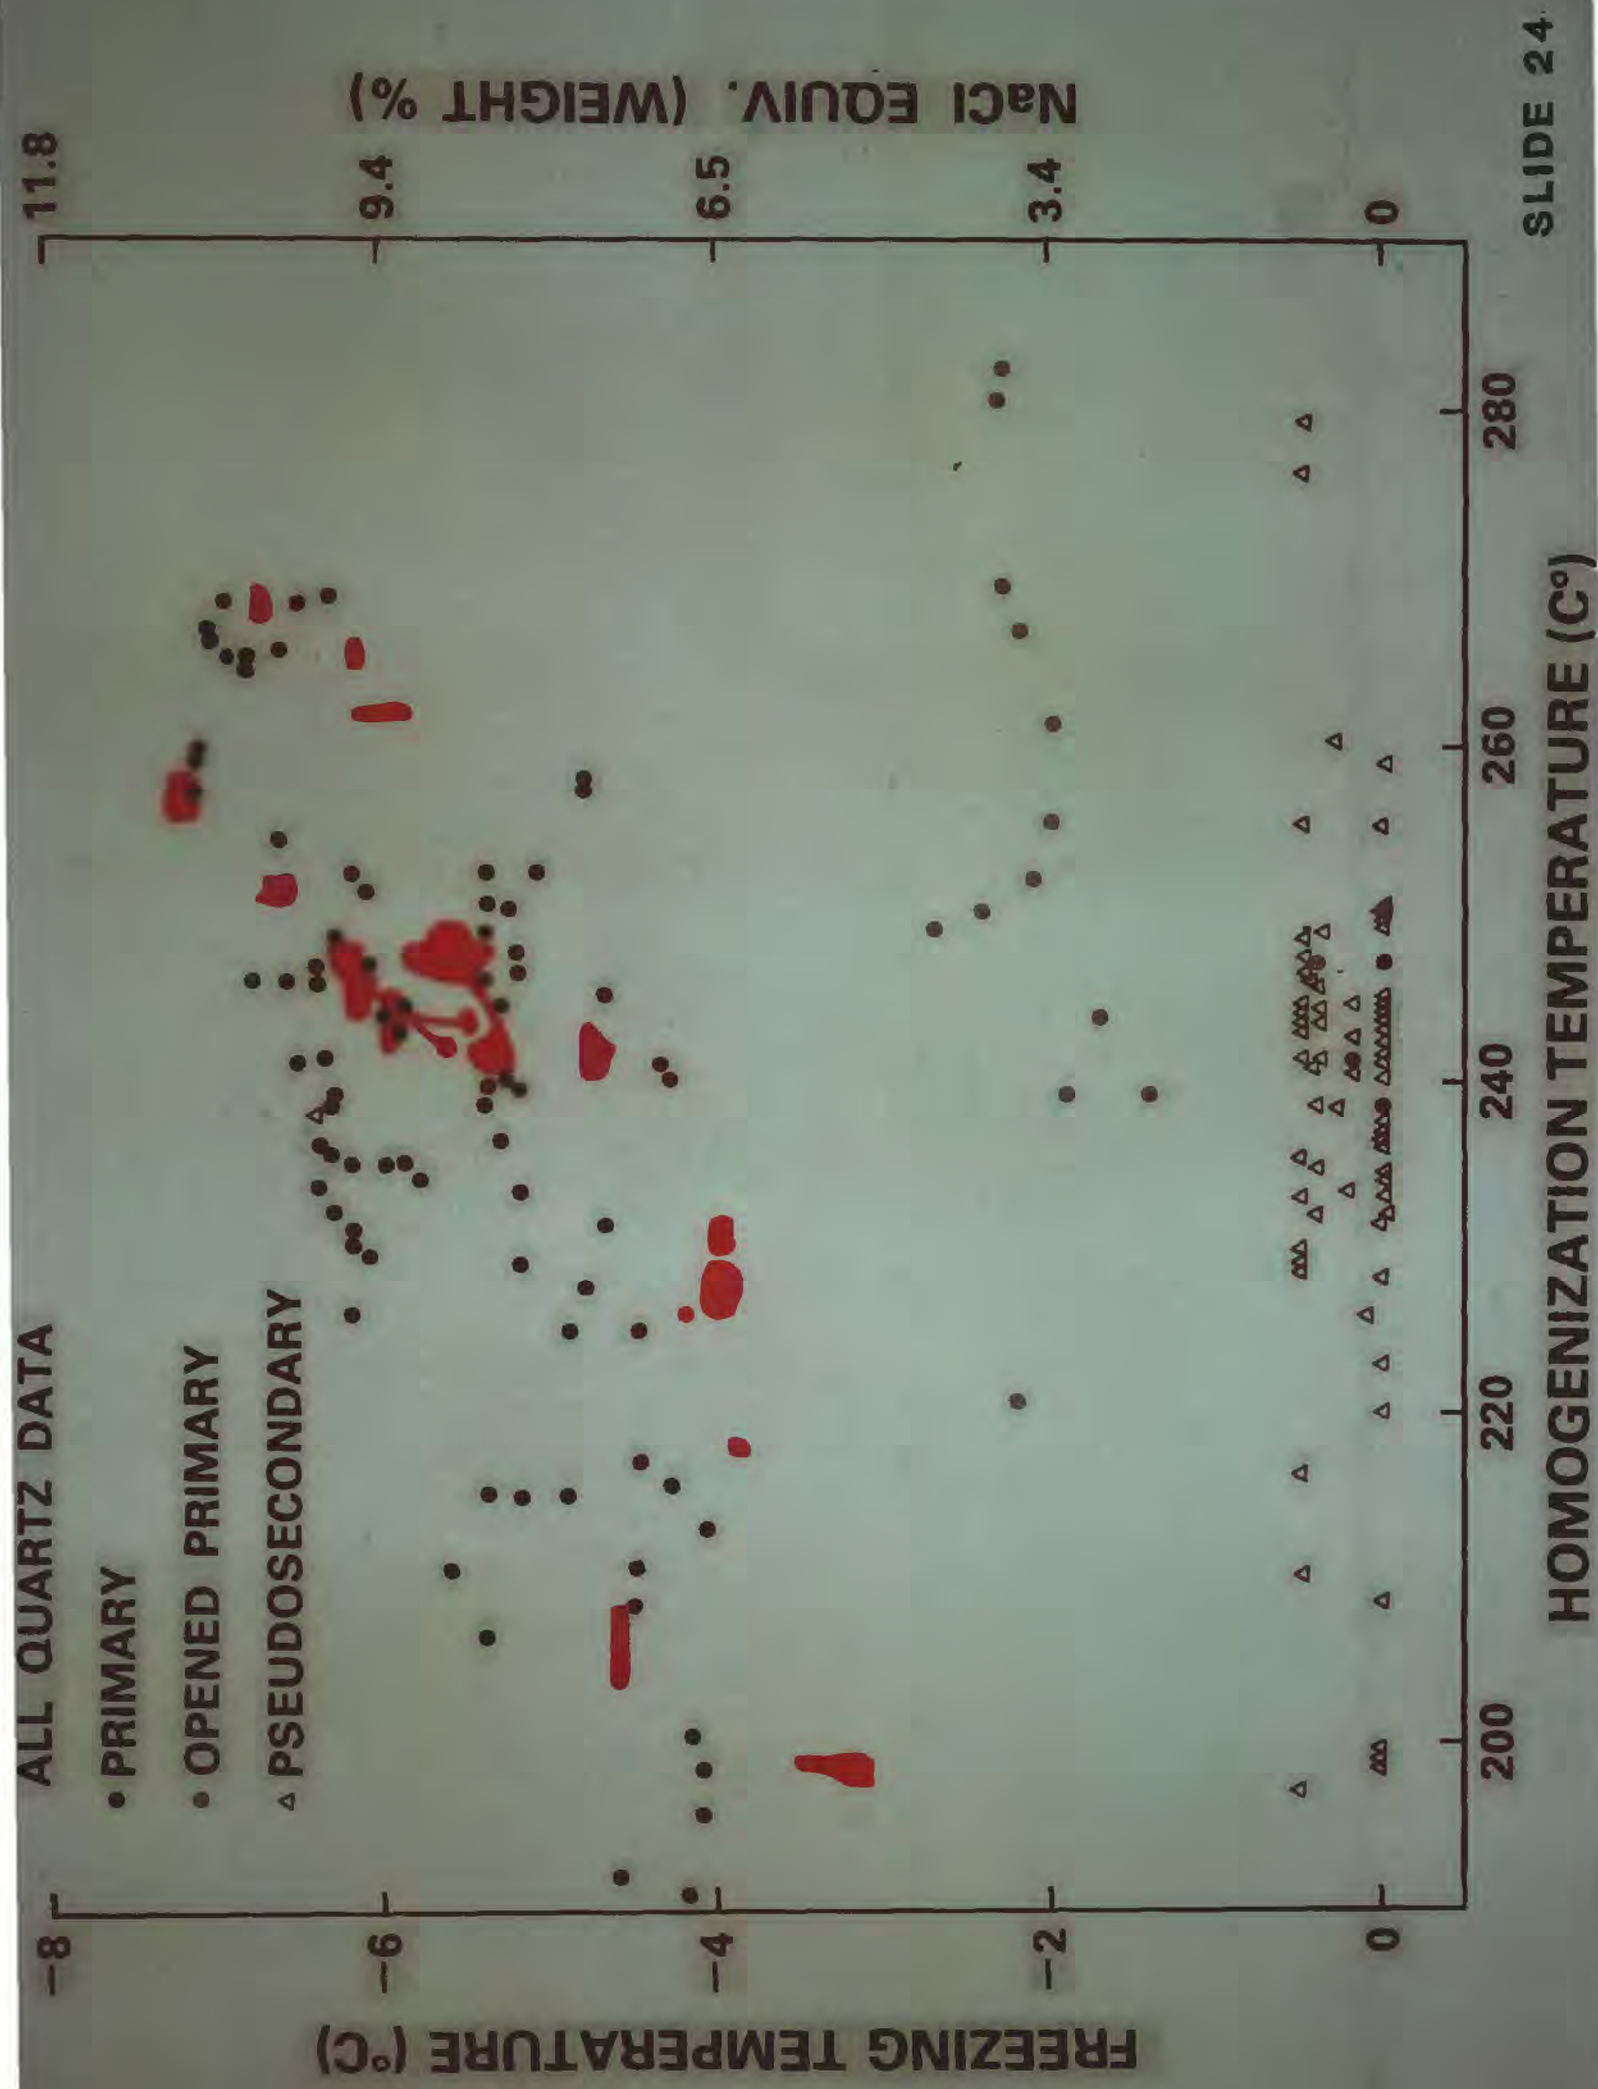 ALL QUARTZ DATA
• PRIMARY
• OPENED PRIMARY
△ PSEUDOSECONDARY
FREEZING TEMPERATURE (°C)
−8
−6
−4
−2
0
NaCl EQUIV. (WEIGHT %)
11.8
9.4
6.5
3.4
0
200
220
240
260
280
HOMOGENIZATION TEMPERATURE (C°)
SLIDE 24